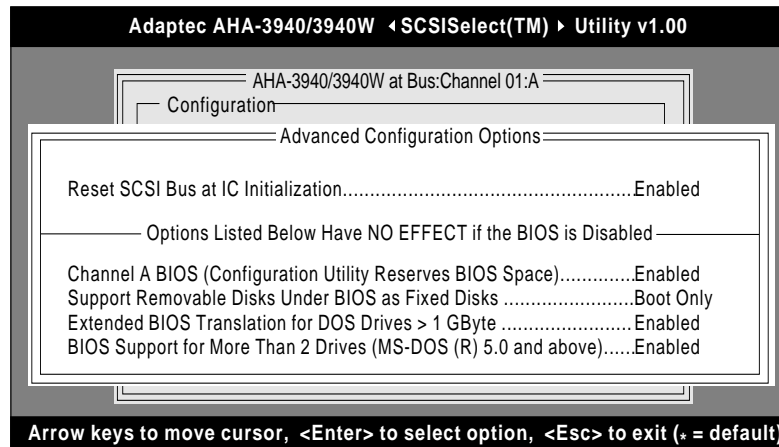 Adaptec AHA-3940/3940W ◂ SCSISelect(TM) ▸ Utility v1.00
AHA-3940/3940W at Bus:Channel 01:A
Configuration
Advanced Configuration Options
Reset SCSI Bus at IC Initialization.....................................................Enabled
Options Listed Below Have NO EFFECT if the BIOS is Disabled
Channel A BIOS (Configuration Utility Reserves BIOS Space)..............Enabled
Support Removable Disks Under BIOS as Fixed Disks ........................Boot Only
Extended BIOS Translation for DOS Drives > 1 GByte ........................Enabled
BIOS Support for More Than 2 Drives (MS-DOS (R) 5.0 and above)......Enabled
Arrow keys to move cursor, <Enter> to select option, <Esc> to exit (* = default